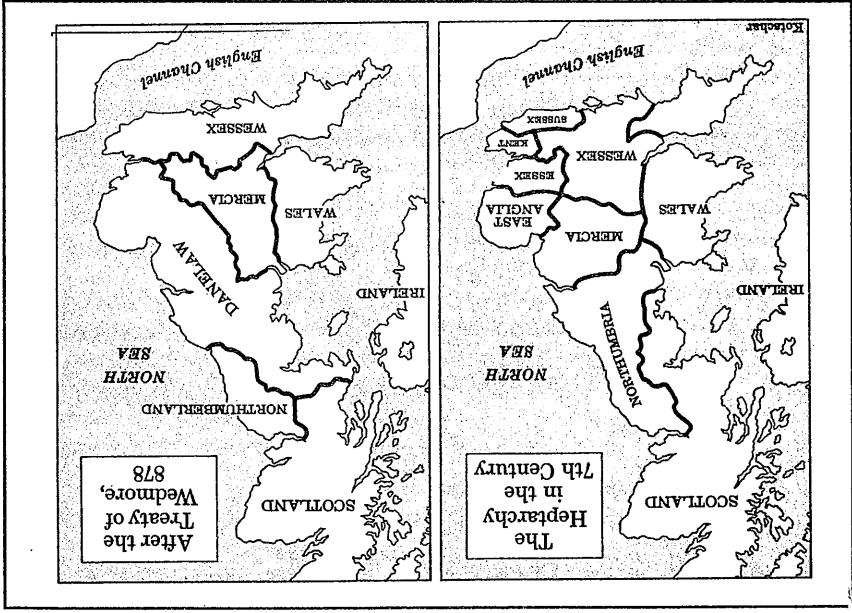 The
Heptarchy
in the
7th Century
SCOTLAND
NORTH
SEA
NORTHUMBRIA
IRELAND
MERCIA
EAST
ANGLIA
WALES
ESSEX
WESSEX
KENT
SUSSEX
English Channel
Kotschar
After the
Treaty of
Wedmore,
878
SCOTLAND
NORTHUMBERLAND
NORTH
SEA
IRELAND
DANELAW
WALES
MERCIA
WESSEX
English Channel